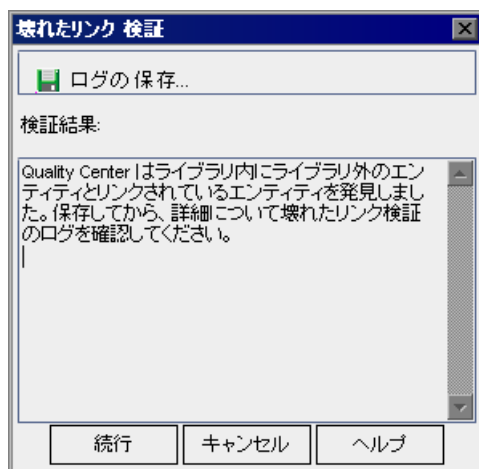 壊れたリンク 検証
ログの保存...
検証結果:
Quality Center はライブラリ内にライブラリ外のエン
ティティとリンクされているエンティティを発見しまし
た。保存してから、詳細について壊れたリンク検証
のログを確認してください。
続行
キャンセル
ヘルプ